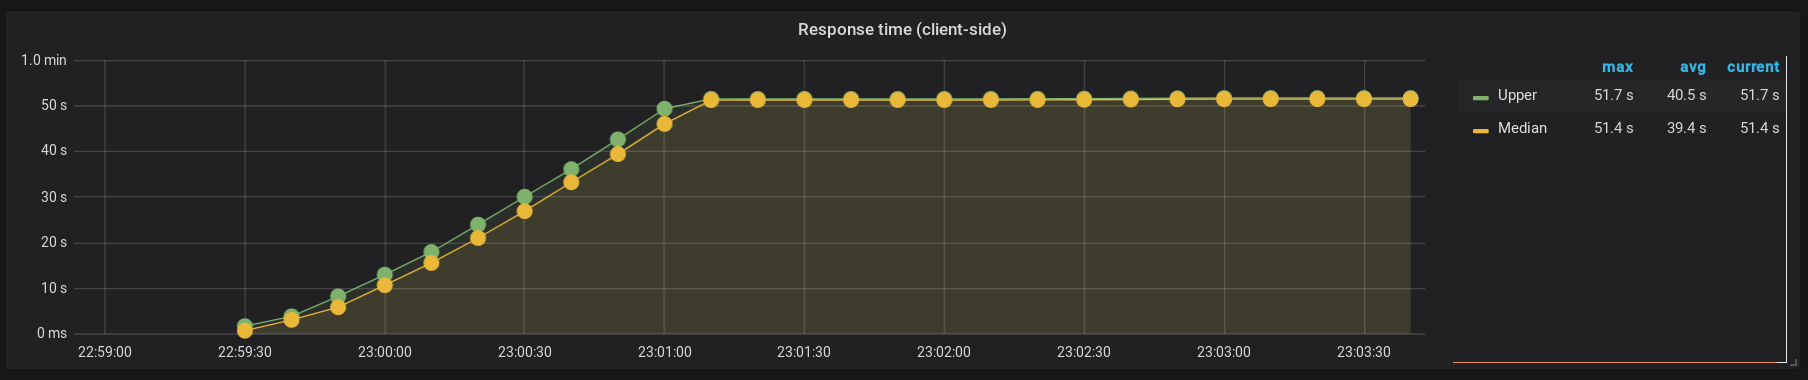 Response time (client-side)
1.0 min
50 s
40 s
30 s
20 s
10 s
0 ms
22:59:00 22:59:30 23:00:00 23:00:30 23:01:00 23:01:30 23:02:00 23:02:30 23:03:00 23:03:30
max avg current
Upper 51.7 s 40.5 s 51.7 s
Median 51.4 s 39.4 s 51.4 s